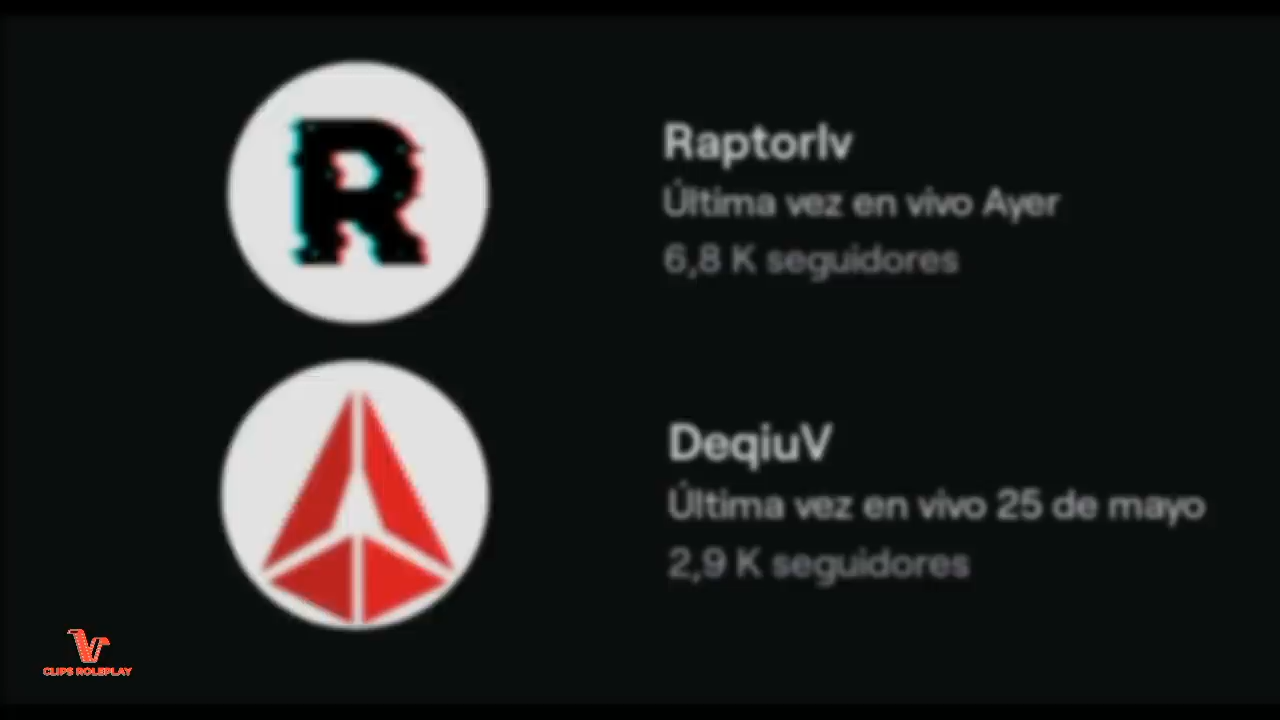 R
Raptorlv
Última vez en vivo Ayer
6,8 K seguidores
DeqiuV
Última vez en vivo 25 de mayo
2,9 K seguidores
CLIPS ROLEPLAY